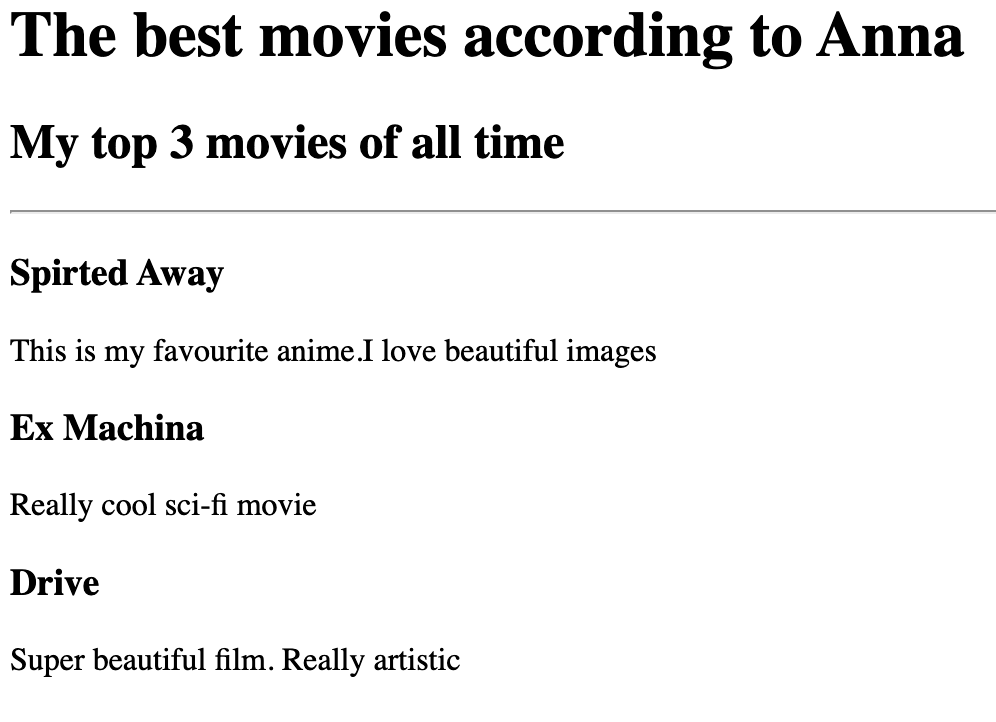 The best movies according to Anna
My top 3 movies of all time
Spirted Away
This is my favourite anime.I love beautiful images
Ex Machina
Really cool sci-fi movie
Drive
Super beautiful film. Really artistic